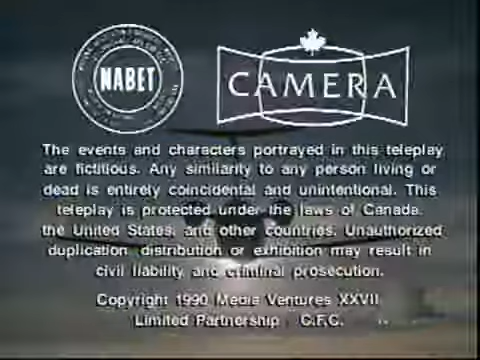 NABET
CAMERA
The events and characters portrayed in this teleplay
are fictitious. Any similarity to any person living or
dead is entirely coincidental and unintentional. This
teleplay is protected under the laws of Canada,
the United States, and other countries. Unauthorized
duplication, distribution or exhibition may result in
civil liability and criminal prosecution.
Copyright 1990 Media Ventures XXVII
Limited Partnership C.F.C.